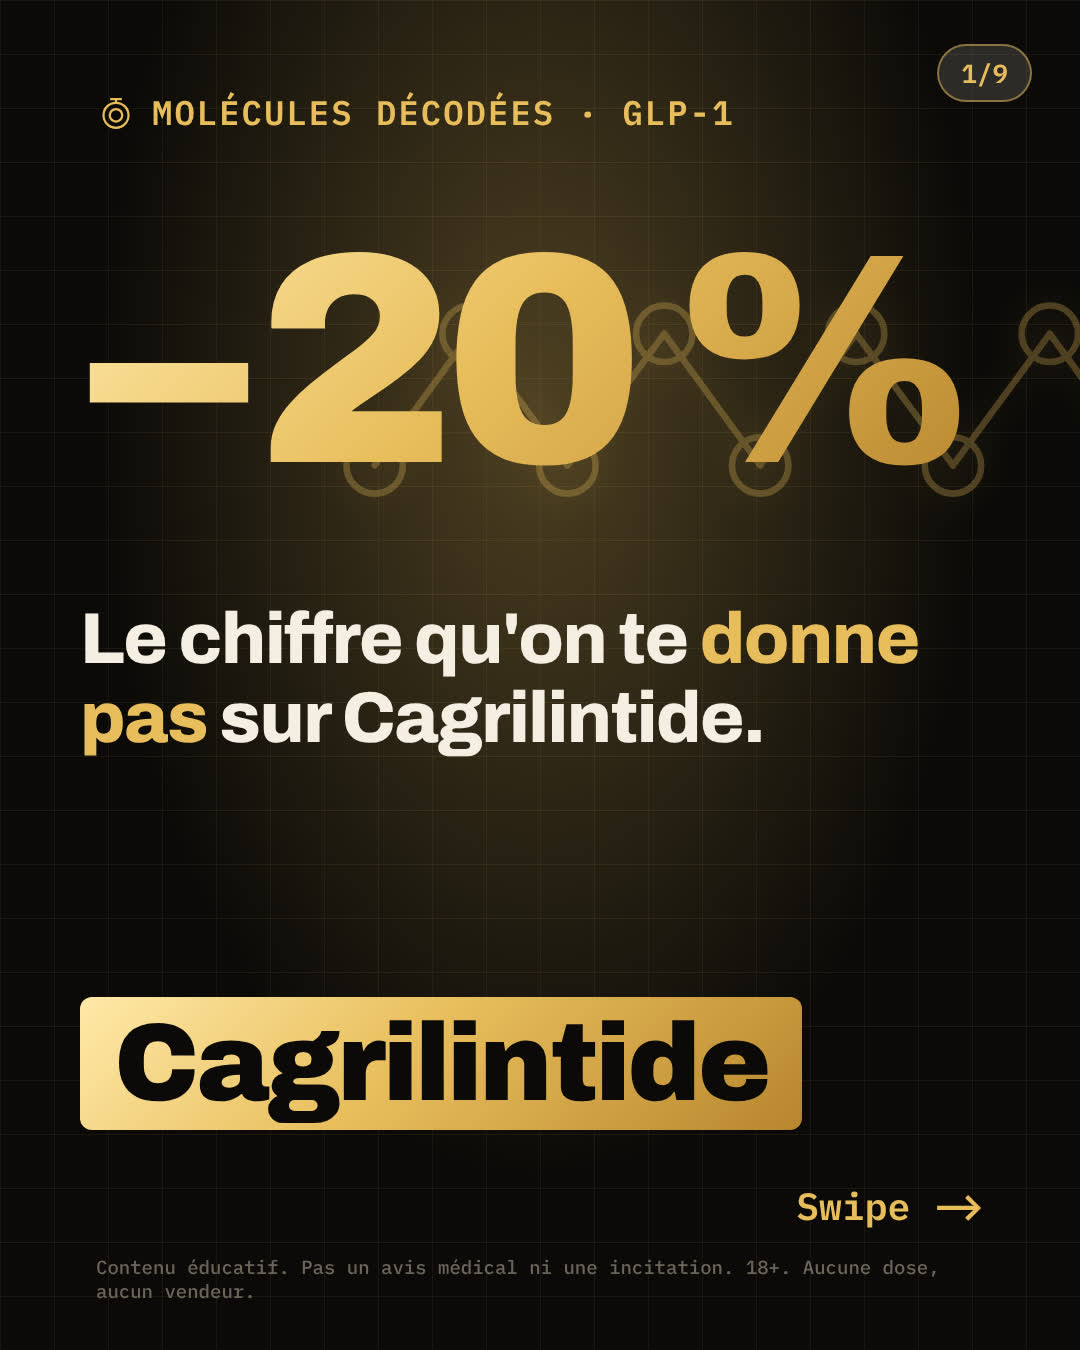 1/9
MOLÉCULES DÉCODÉES · GLP-1
–20%
Le chiffre qu'on te donne
pas sur Cagrilintide.
Cagrilintide
Swipe →
Contenu éducatif. Pas un avis médical ni une incitation. 18+. Aucune dose,
aucun vendeur.